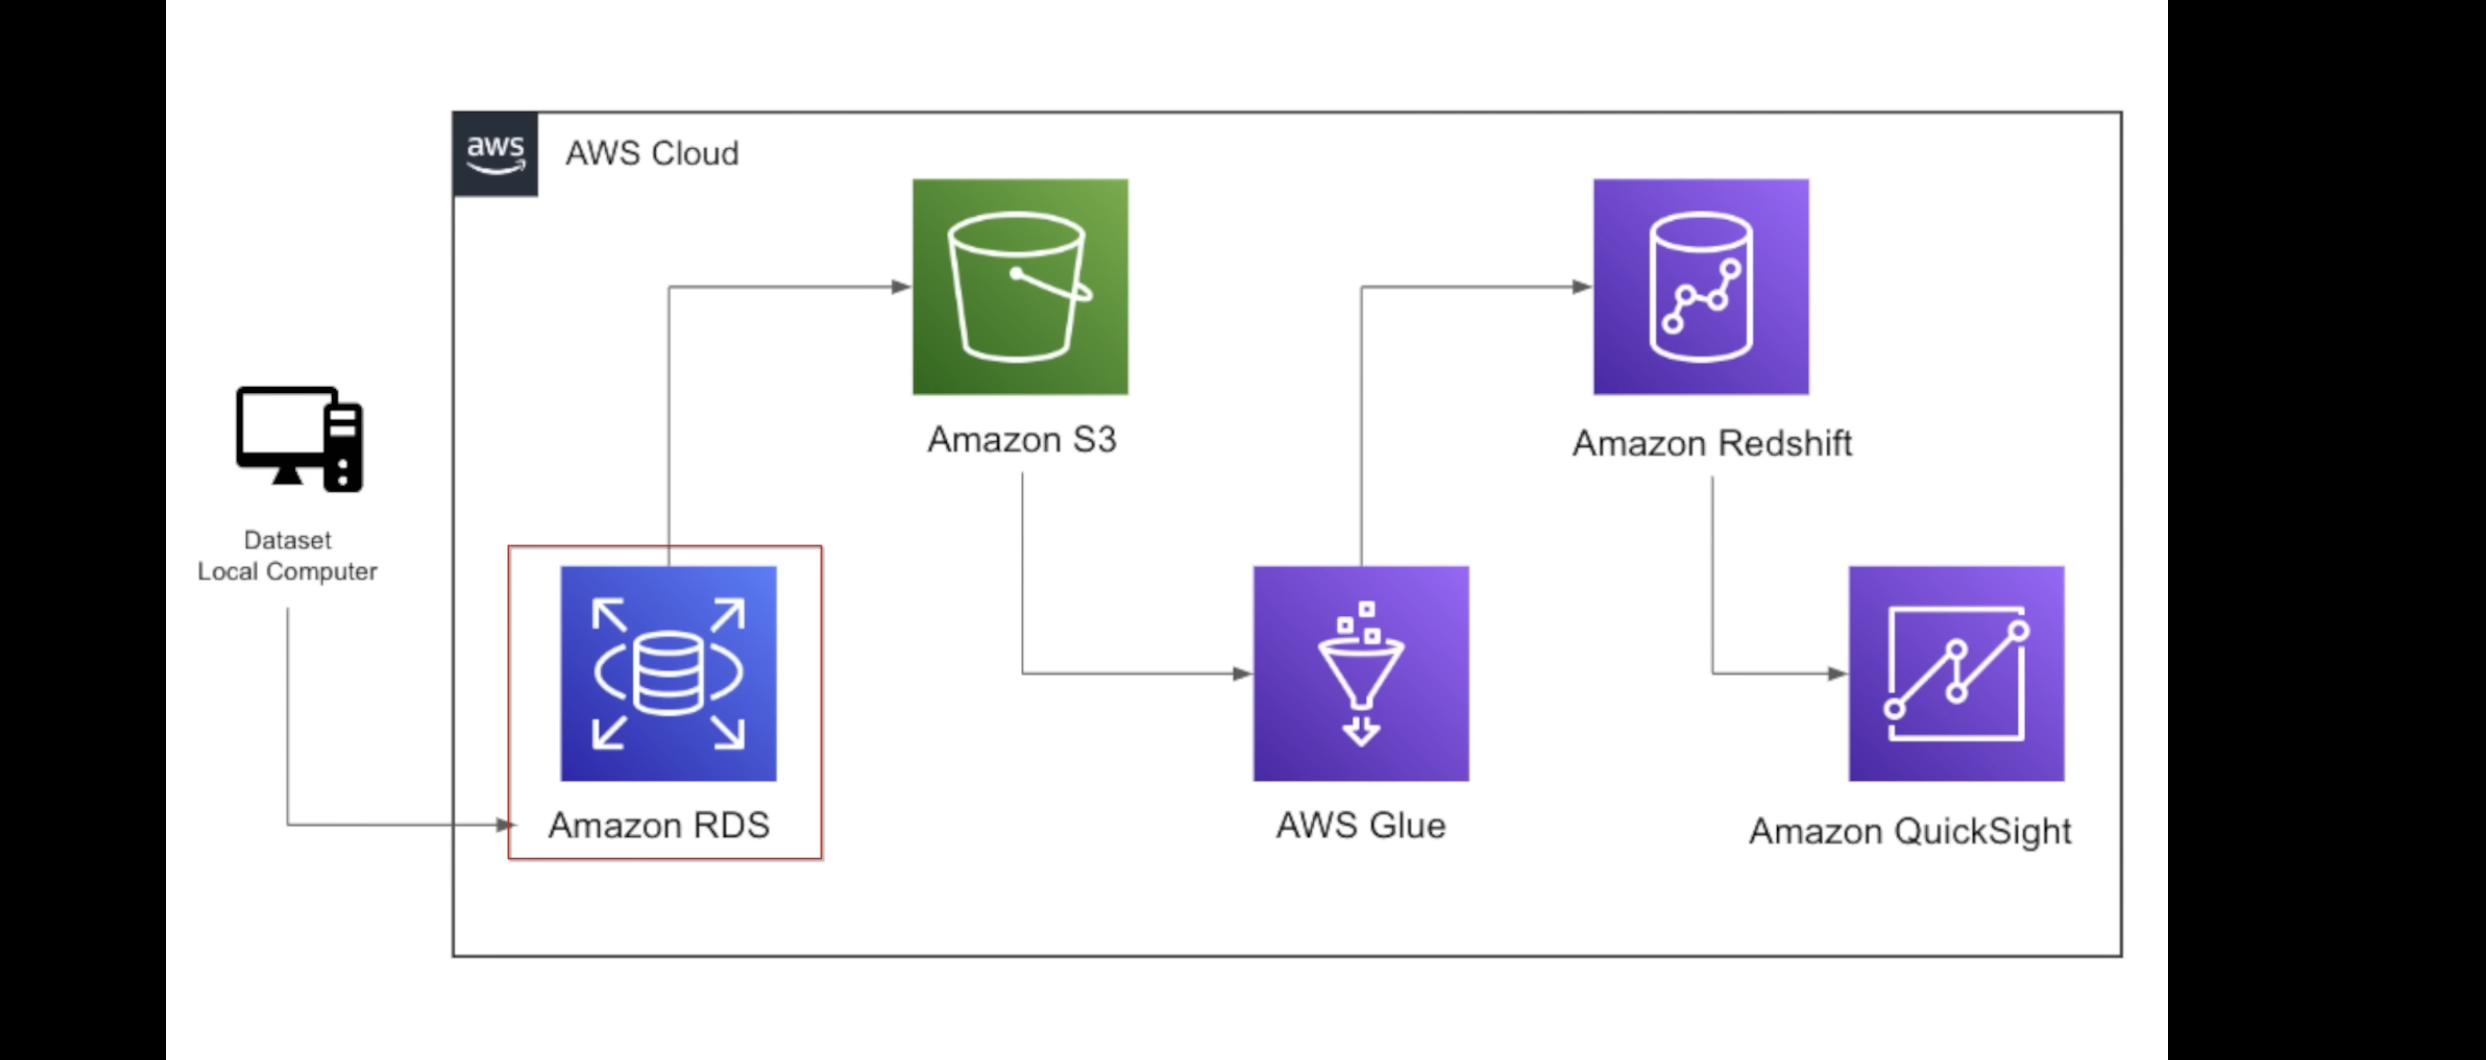 aws
AWS Cloud
Amazon S3
Amazon Redshift
Dataset
Local Computer
Amazon RDS
AWS Glue
Amazon QuickSight